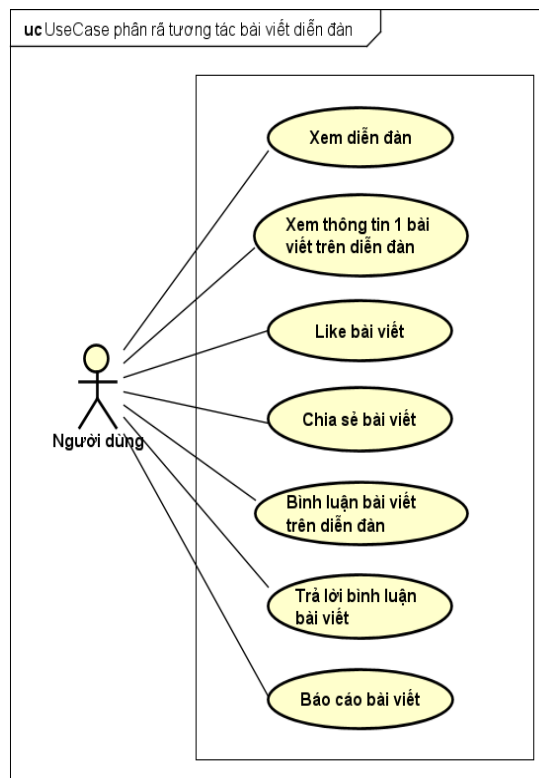 uc UseCase phân rã tương tác bài viết diễn đàn
Xem diễn đàn
Xem thông tin 1 bài
viết trên diễn đàn
Like bài viết
Chia sẻ bài viết
Người dùng
Bình luận bài viết
trên diễn đàn
Trả lời bình luận
bài viết
Báo cáo bài viết